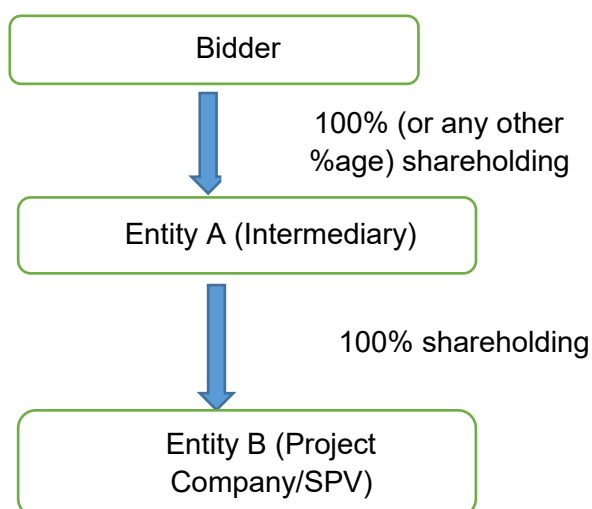 Bidder
100% (or any other
%age) shareholding
Entity A (Intermediary)
100% shareholding
Entity B (Project
Company/SPV)